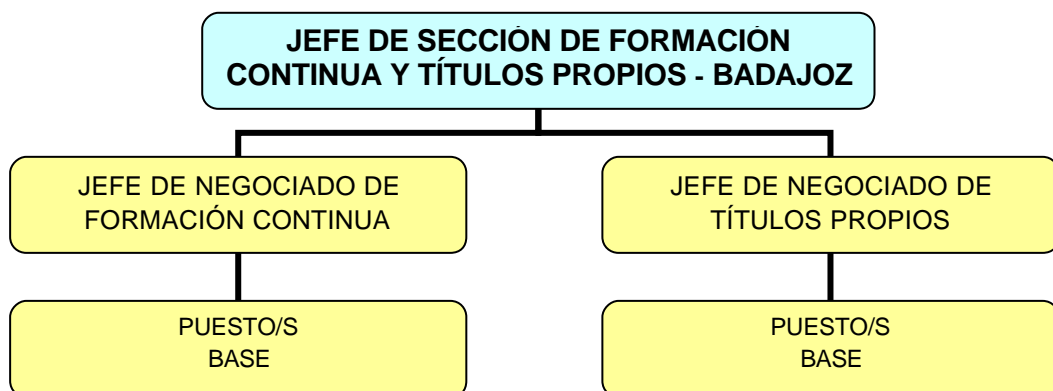 JEFE DE SECCIÓN DE FORMACIÓN
CONTINUA Y TÍTULOS PROPIOS - BADAJOZ
JEFE DE NEGOCIADO DE
FORMACIÓN CONTINUA
JEFE DE NEGOCIADO DE
TÍTULOS PROPIOS
PUESTO/S
BASE
PUESTO/S
BASE